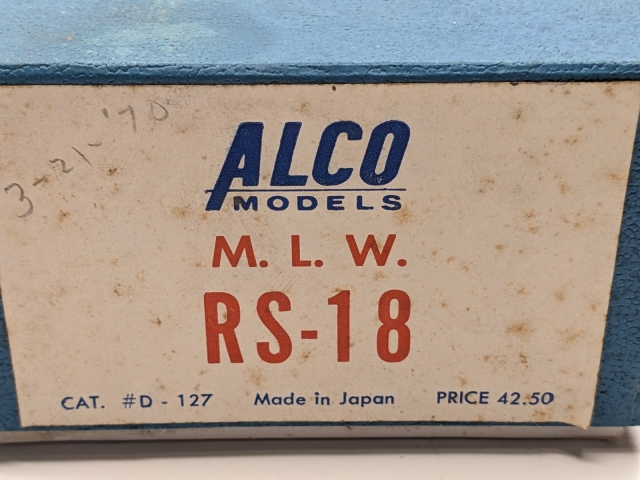 3-21-'70
ALCO
MODELS
M. L. W.
RS-18
CAT. #D - 127 Made in Japan PRICE 42.50